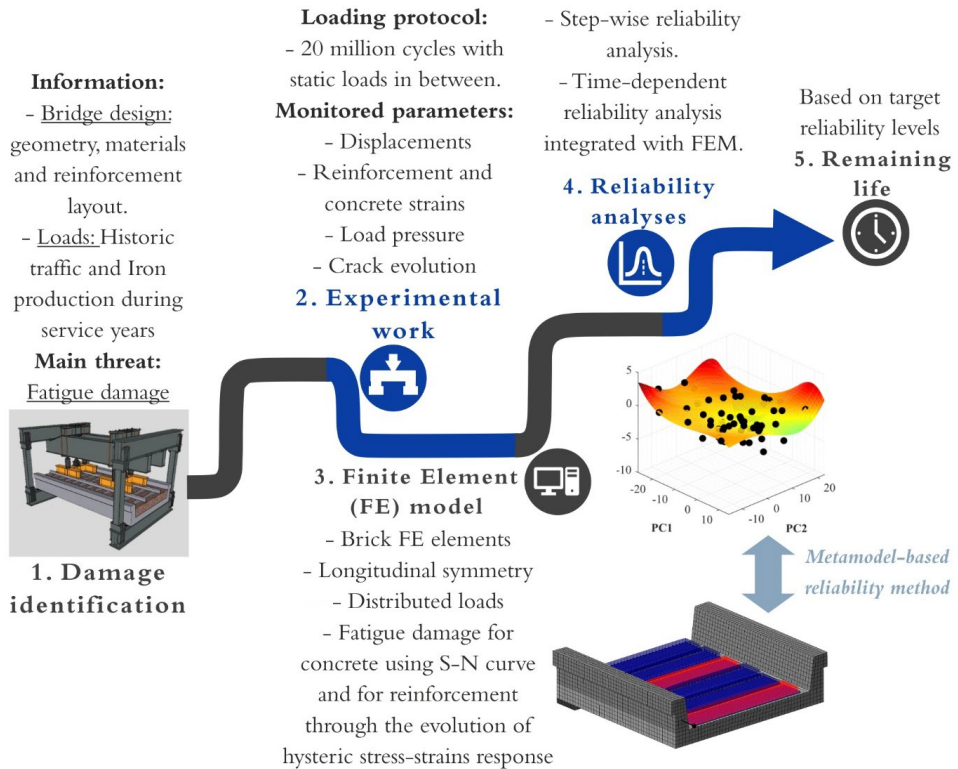 Information:
- Bridge design:
geometry, materials
and reinforcement
layout.
- Loads: Historic
traffic and Iron
production during
service years
Main threat:
Fatigue damage
1. Damage
identification
Loading protocol:
- 20 million cycles with
static loads in between.
Monitored parameters:
- Displacements
- Reinforcement and
concrete strains
- Load pressure
- Crack evolution
2. Experimental
work
3. Finite Element
(FE) model
- Brick FE elements
- Longitudinal symmetry
- Distributed loads
- Fatigue damage for
concrete using S-N curve
and for reinforcement
through the evolution of
hysteric stress-strains response
- Step-wise reliability
analysis.
- Time-dependent
reliability analysis
integrated with FEM.
4. Reliability
analyses
Based on target
reliability levels
5. Remaining
life
5
0
-5
-10
-20
-10
0
10
PC1
-10
0
10
20
PC2
Metamodel-based
reliability method